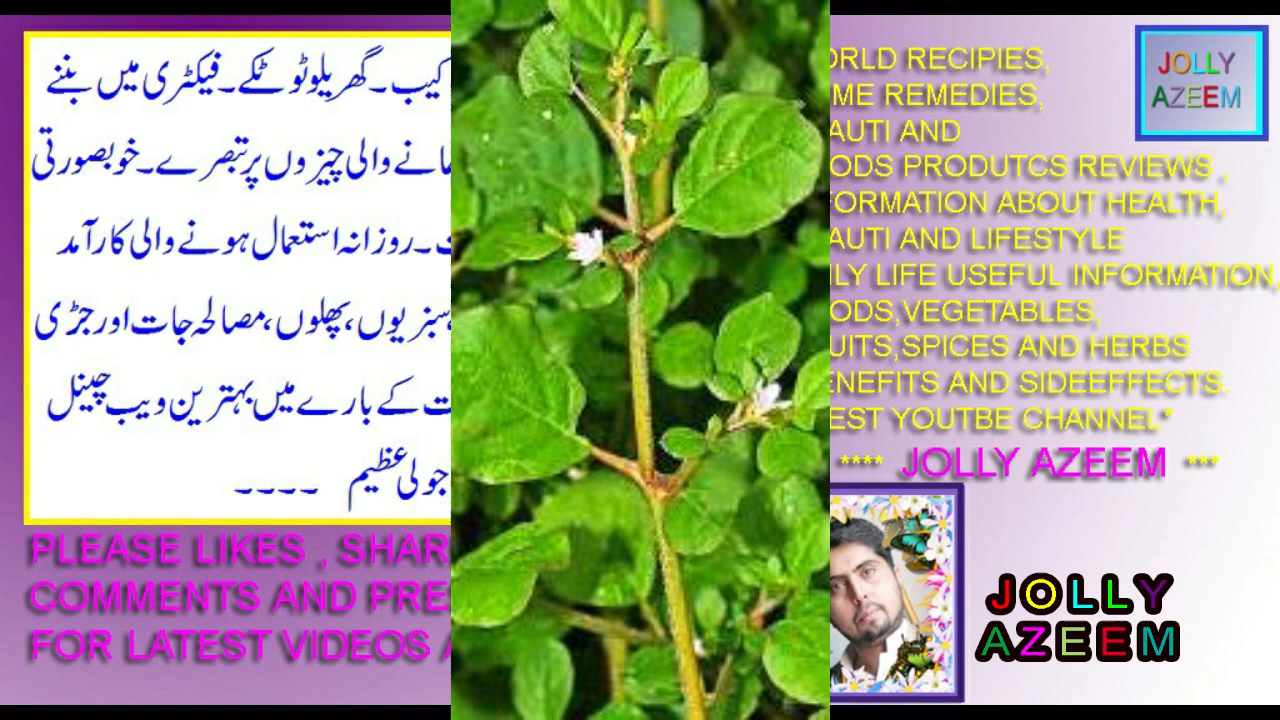 کیب۔گھریلوٹوٹکے۔فیکٹری میں بننے
مانے والی چیزوں پر تبصرے۔خوبصورتی
ت۔روزانہ استعمال ہونے والی کارآمد
،سبزیوں،پھلوں،مصالحہ جات اور جڑی
ت کے بارے میں بہترین ویب چینل
جولی عظیم ----
PLEASE LIKES , SHAR
COMMENTS AND PRE
FOR LATEST VIDEOS A
ORLD RECIPIES,
ME REMEDIES,
AUTI AND
ODS PRODUTCS REVIEWS ,
FORMATION ABOUT HEALTH,
AUTI AND LIFESTYLE
ILY LIFE USEFUL INFORMATION,
ODS,VEGETABLES,
UITS,SPICES AND HERBS
ENEFITS AND SIDEEFFECTS.
EST YOUTBE CHANNEL*
**** JOLLY AZEEM ***
JOLLY
AZEEM
JOLLY
AZEEM